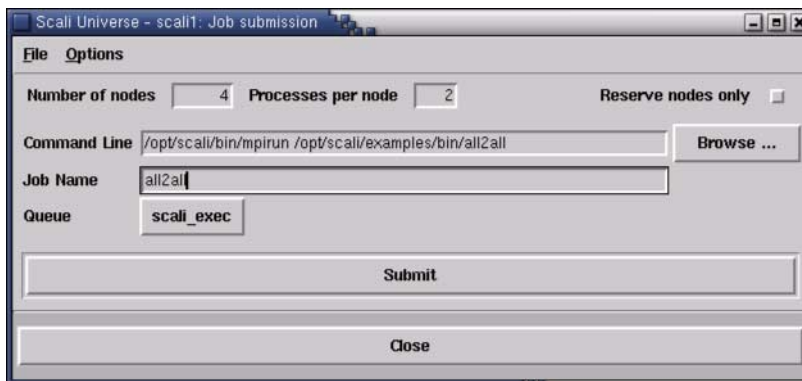 Scali Universe - scali1: Job submission
File Options
Number of nodes 4 Processes per node 2 Reserve nodes only
Command Line /opt/scali/bin/mpirun /opt/scali/examples/bin/all2all Browse ...
Job Name all2all
Queue scali_exec
Submit
Close